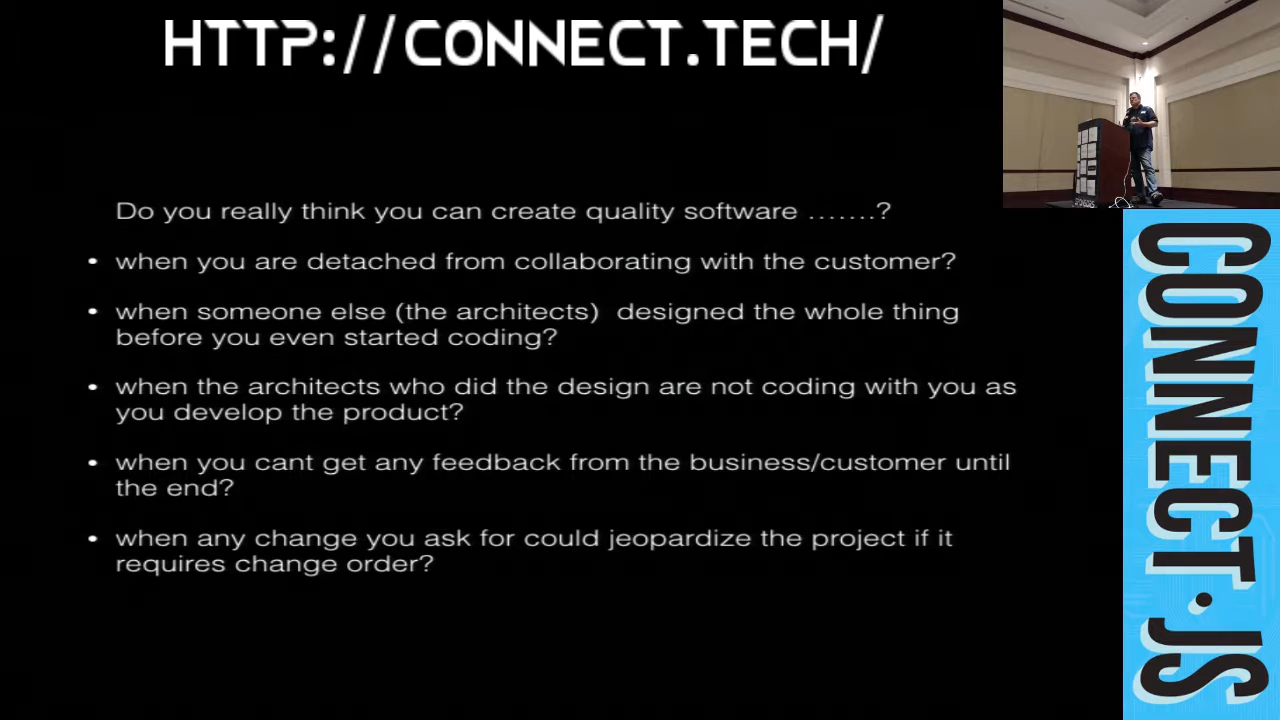 HTTP://CONNECT.TECH/
Do you really think you can create quality software .......?
• when you are detached from collaborating with the customer?
• when someone else (the architects)  designed the whole thing
before you even started coding?
• when the architects who did the design are not coding with you as
you develop the product?
• when you cant get any feedback from the business/customer until
the end?
• when any change you ask for could jeopardize the project if it
requires change order?
CONNECT.JS